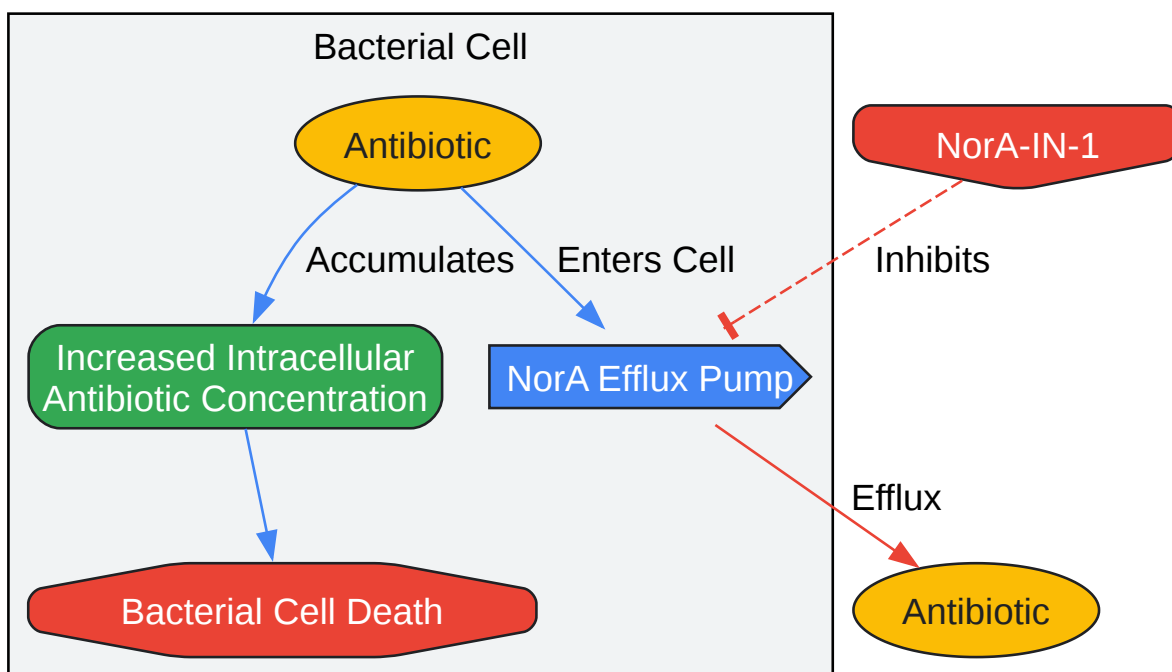 Bacterial Cell
Antibiotic
NorA-IN-1
Accumulates
Enters Cell
Inhibits
Increased Intracellular
Antibiotic Concentration
NorA Efflux Pump
Efflux
Bacterial Cell Death
Antibiotic